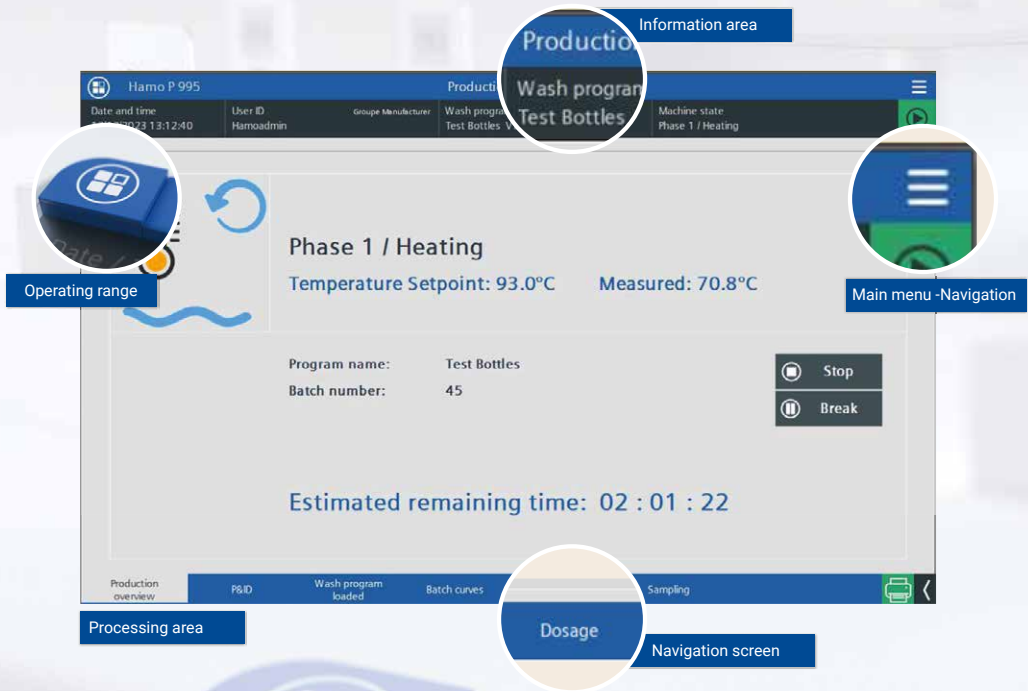 Information area
Production
Wash program
Test Bottles
Hamo P 995
Date and time
2023 13:12:40
User ID
Hamoadmin
Groupe Manufacturer
Wash progra
Test Bottles V
Machine state
Phase 1 / Heating
Operating range
Main menu -Navigation
Phase 1 / Heating
Temperature Setpoint: 93.0°C Measured: 70.8°C
Program name: Test Bottles
Batch number: 45
Stop
Break
Estimated remaining time: 02 : 01 : 22
Production
overview
P&ID
Wash program
loaded
Batch curves
Dosage
Sampling
Processing area
Navigation screen